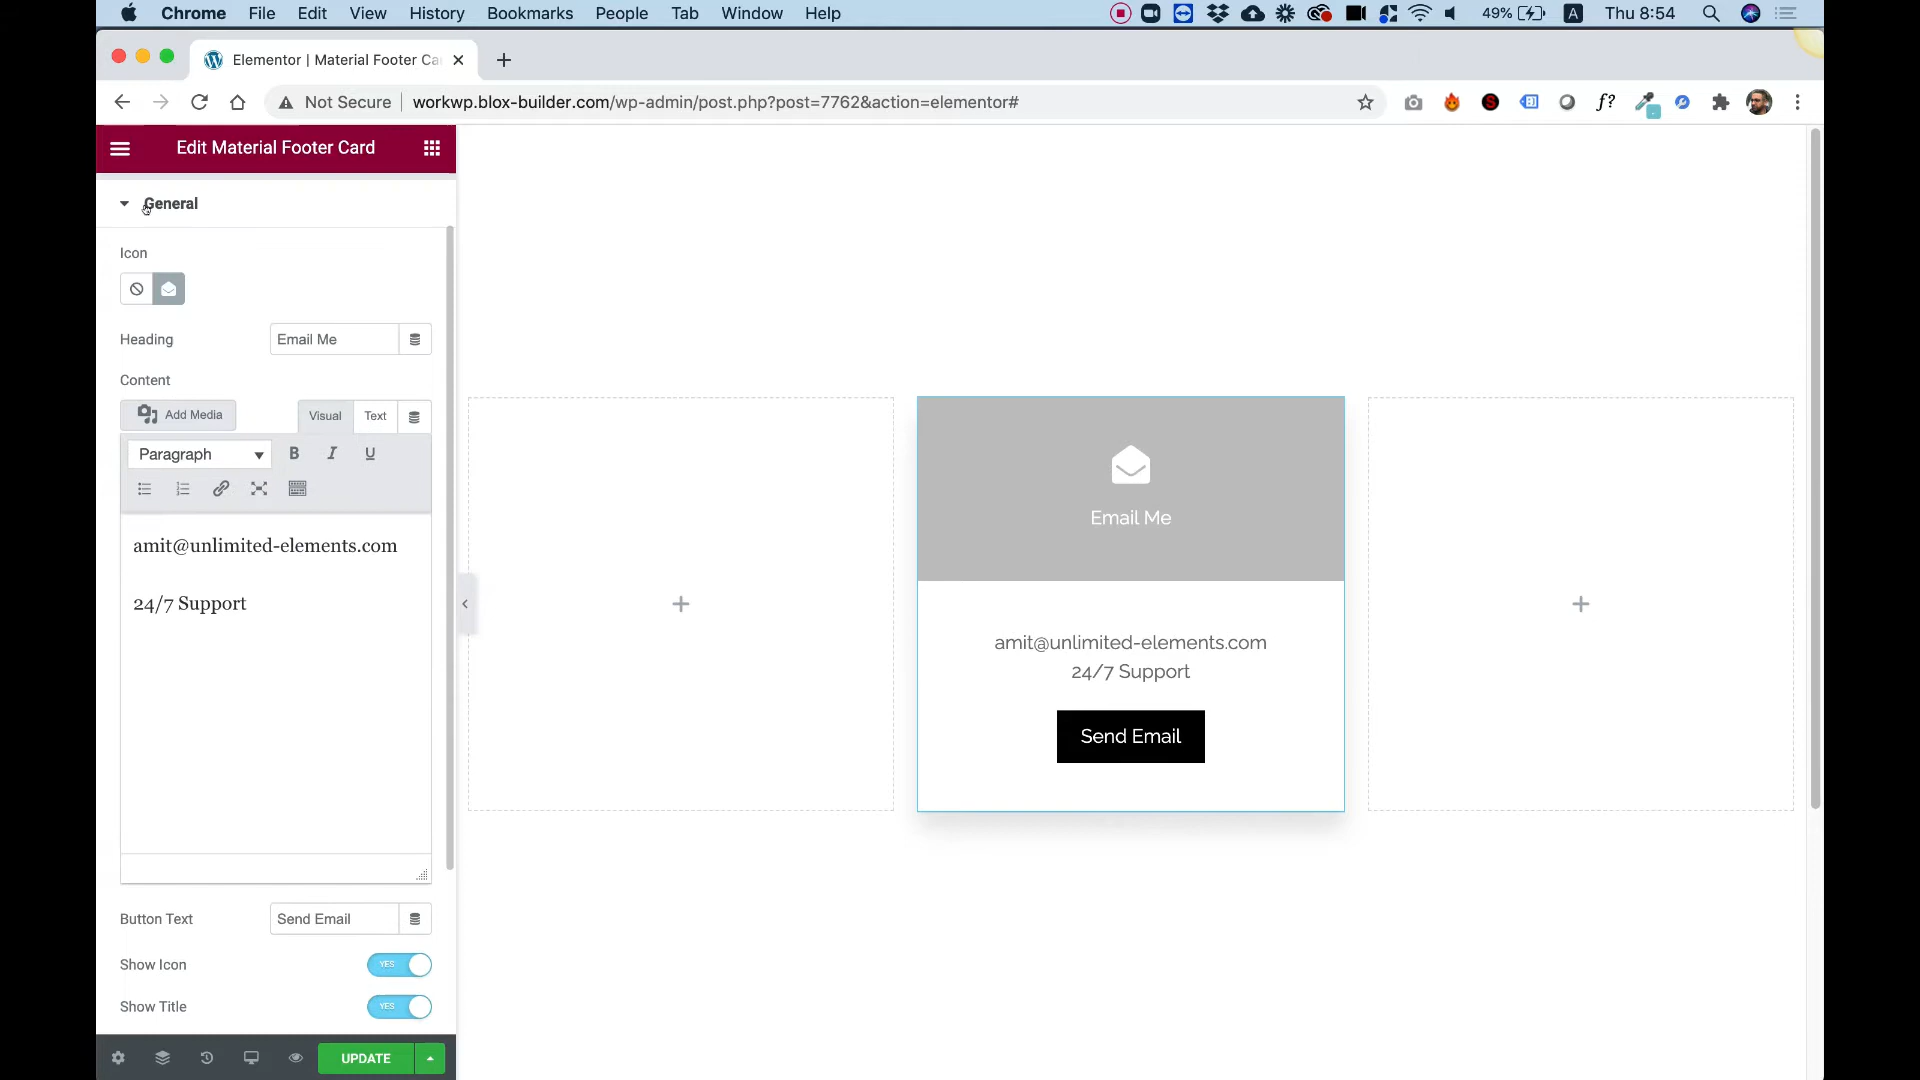 Chrome File Edit View History Bookmarks People Tab Window Help 49% A Thu 8:54
Elementor | Material Footer Ca
Not Secure workwp.blox-builder.com/wp-admin/post.php?post=7762&action=elementor#
Edit Material Footer Card
General
Icon
Heading Email Me
Content
Add Media Visual Text
Paragraph B I U
amit@unlimited-elements.com
24/7 Support
Button Text Send Email
Show Icon YES
Show Title YES
UPDATE
Email Me
amit@unlimited-elements.com
24/7 Support
Send Email